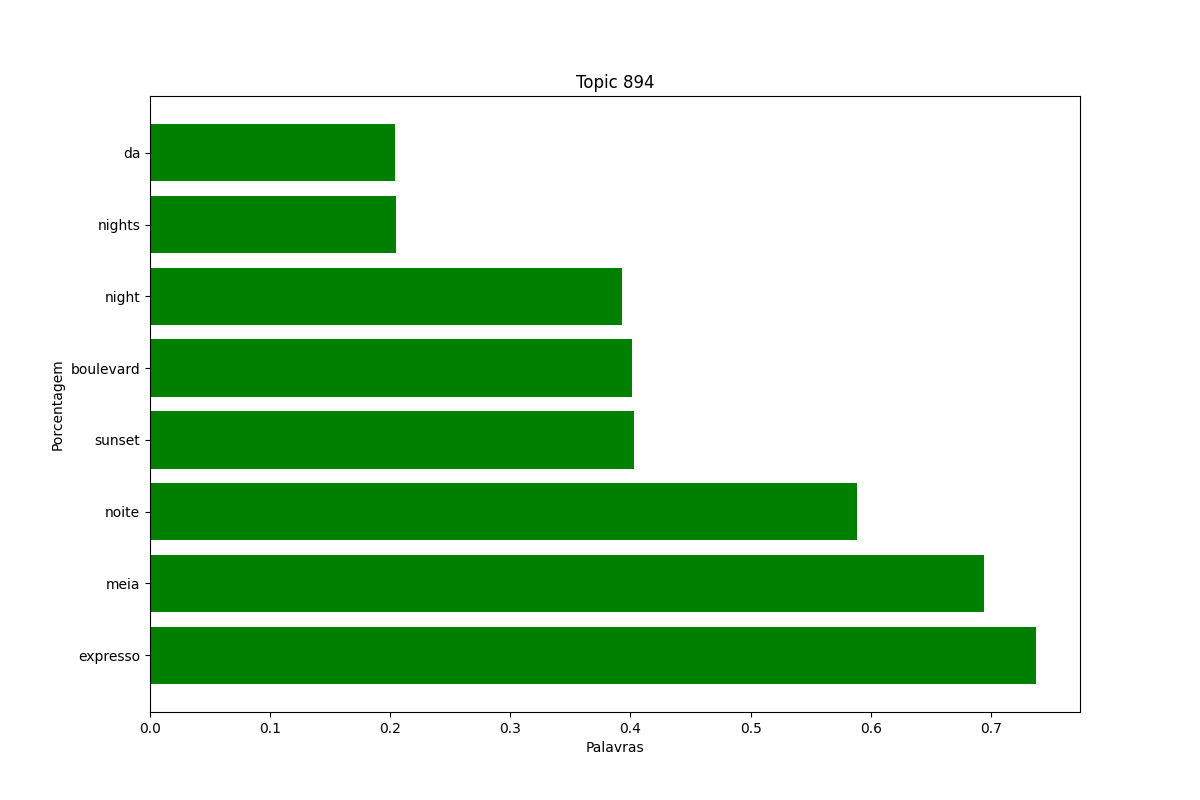 Topic 894
da
nights
night
boulevard
sunset
noite
meia
expresso
Porcentagem
0.0 0.1 0.2 0.3 0.4 0.5 0.6 0.7
Palavras